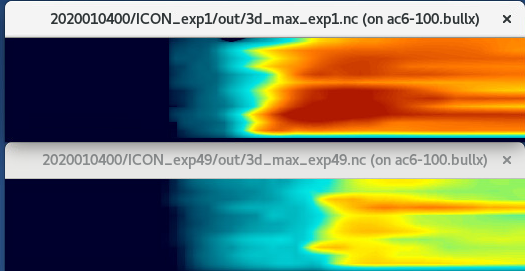 2020010400/ICON_exp1/out/3d_max_exp1.nc (on ac6-100.bullx)
2020010400/ICON_exp49/out/3d_max_exp49.nc (on ac6-100.bullx)